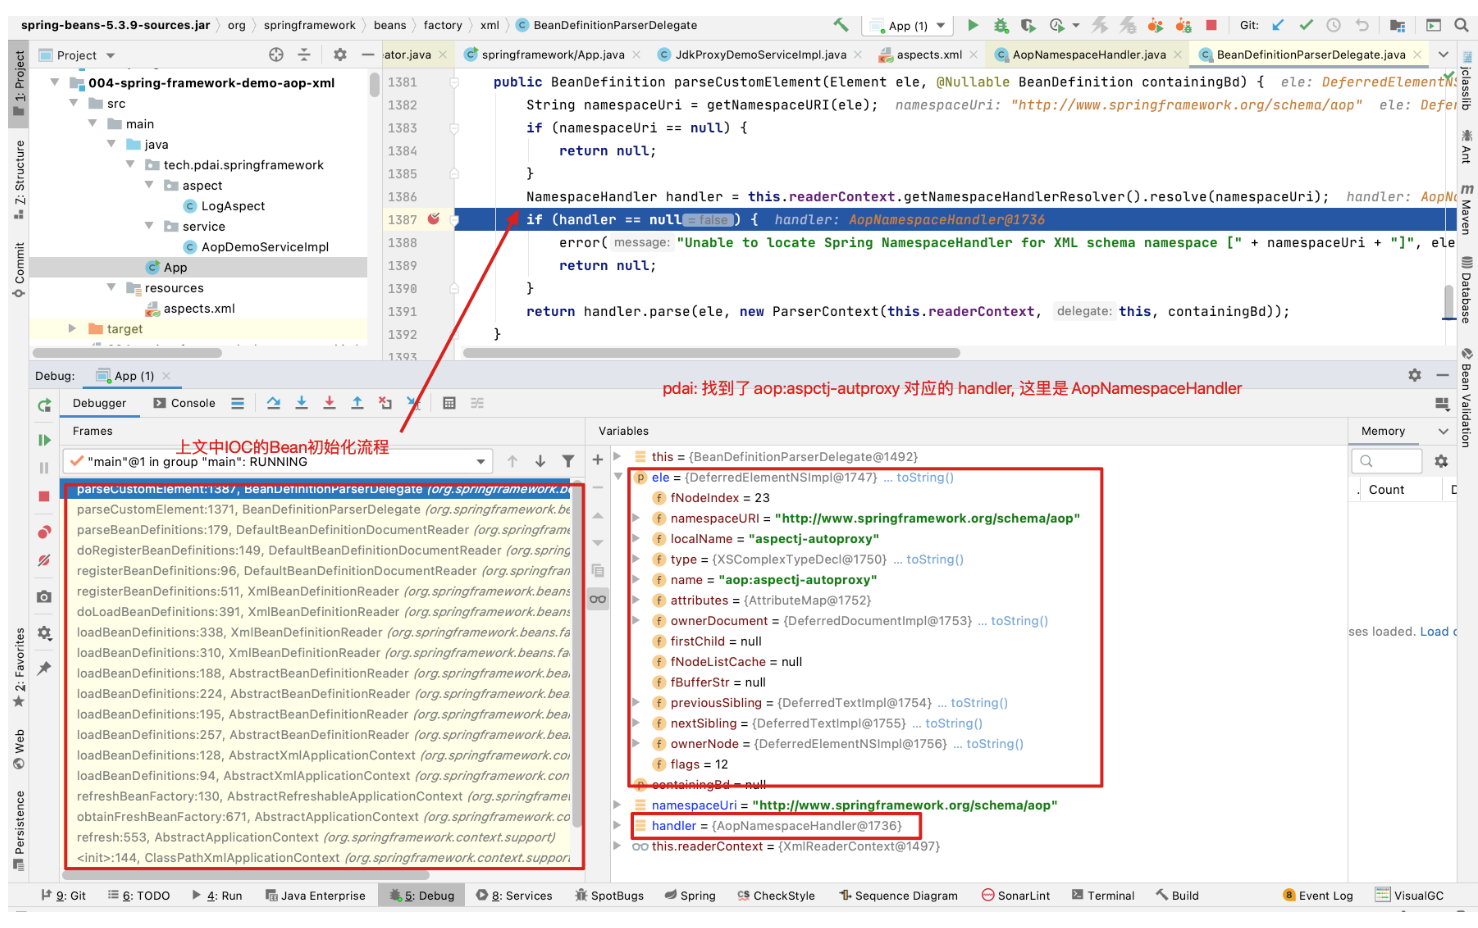 spring-beans-5.3.9-sources.jar org springframework beans factory xml BeanDefinitionParserDelegate App (1) Git:
Project ator.java springframework/App.java JdkProxyDemoServiceImpl.java aspects.xml AopNamespaceHandler.java BeanDefinitionParserDelegate.java
004-spring-framework-demo-aop-xml
src
main
java
tech.pdai.springframework
aspect
LogAspect
service
AopDemoServiceImpl
App
resources
aspects.xml
target
1381 public BeanDefinition parseCustomElement(Element ele, @Nullable BeanDefinition containingBd) { ele: DeferredElementNS
1382 String namespaceUri = getNamespaceURI(ele); namespaceUri: "http://www.springframework.org/schema/aop" ele: Defer
1383 if (namespaceUri == null) {
1384 return null;
1385 }
1386 NamespaceHandler handler = this.readerContext.getNamespaceHandlerResolver().resolve(namespaceUri); handler: AopNa
1387 if (handler == null = false ) { handler: AopNamespaceHandler@1736
1388 error( message: "Unable to locate Spring NamespaceHandler for XML schema namespace [" + namespaceUri + "]", ele
1389 return null;
1390 }
1391 return handler.parse(ele, new ParserContext(this.readerContext, delegate: this, containingBd));
1392 }
1393
1: Project
Z: Structure
Commit
2: Favorites
Web
Persistence
jclasslib
Ant
Maven
Database
Bean Validation
Debug: App (1)
pdai: 找到了 aop:aspctj-autproxy 对应的 handler, 这里是 AopNamespaceHandler
Debugger Console
Frames Variables Memory
上文中IOC的Bean初始化流程
"main"@1 in group "main": RUNNING
Count
parseCustomElement:1387, BeanDefinitionParserDelegate (org.springframework.be
parseCustomElement:1371, BeanDefinitionParserDelegate (org.springframework.be
parseBeanDefinitions:179, DefaultBeanDefinitionDocumentReader (org.springframe
doRegisterBeanDefinitions:149, DefaultBeanDefinitionDocumentReader (org.spring
registerBeanDefinitions:96, DefaultBeanDefinitionDocumentReader (org.springfran
registerBeanDefinitions:511, XmlBeanDefinitionReader (org.springframework.beans
doLoadBeanDefinitions:391, XmlBeanDefinitionReader (org.springframework.beans
loadBeanDefinitions:338, XmlBeanDefinitionReader (org.springframework.beans.fa
loadBeanDefinitions:310, XmlBeanDefinitionReader (org.springframework.beans.fa
loadBeanDefinitions:188, AbstractBeanDefinitionReader (org.springframework.bea
loadBeanDefinitions:224, AbstractBeanDefinitionReader (org.springframework.bea
loadBeanDefinitions:195, AbstractBeanDefinitionReader (org.springframework.bea
loadBeanDefinitions:257, AbstractBeanDefinitionReader (org.springframework.bea
loadBeanDefinitions:128, AbstractXmlApplicationContext (org.springframework.co
loadBeanDefinitions:94, AbstractXmlApplicationContext (org.springframework.con
refreshBeanFactory:130, AbstractRefreshableApplicationContext (org.springframe
obtainFreshBeanFactory:671, AbstractApplicationContext (org.springframework.co
refresh:553, AbstractApplicationContext (org.springframework.context.support)
<init>:144, ClassPathXmlApplicationContext (org.springframework.context.suppor
this = {BeanDefinitionParserDelegate@1492}
ele = {DeferredElementNSImpl@1747} ... toString()
fNodeIndex = 23
namespaceURI = "http://www.springframework.org/schema/aop"
localName = "aspectj-autoproxy"
type = {XSComplexTypeDecl@1750} ... toString()
name = "aop:aspectj-autoproxy"
attributes = {AttributeMap@1752}
ownerDocument = {DeferredDocumentImpl@1753} ... toString()
firstChild = null
fNodeListCache = null
fBufferStr = null
previousSibling = {DeferredTextImpl@1754} ... toString()
nextSibling = {DeferredTextImpl@1755} ... toString()
ownerNode = {DeferredElementNSImpl@1756} ... toString()
flags = 12
containingBd = null
namespaceUri = "http://www.springframework.org/schema/aop"
handler = {AopNamespaceHandler@1736}
this.readerContext = {XmlReaderContext@1497}
ses loaded. Load c
9: Git 6: TODO 4: Run Java Enterprise 5: Debug 8: Services SpotBugs Spring CheckStyle Sequence Diagram SonarLint Terminal Build 8 Event Log VisualGC